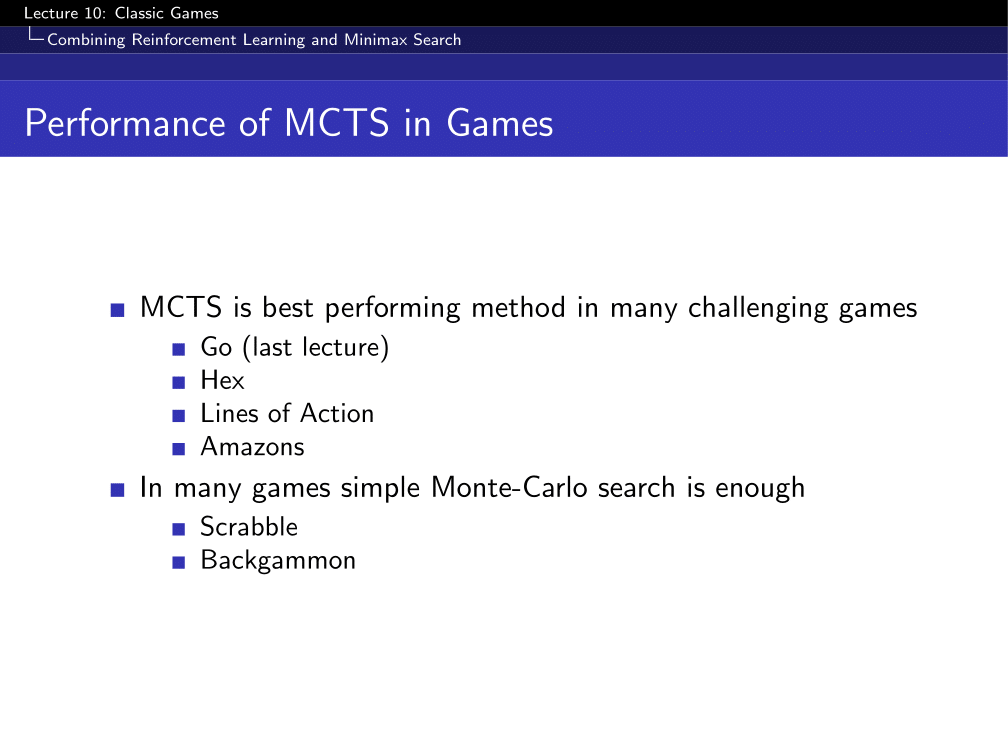 Lecture 10: Classic Games
Combining Reinforcement Learning and Minimax Search
Performance of MCTS in Games
MCTS is best performing method in many challenging games
Go (last lecture)
Hex
Lines of Action
Amazons
In many games simple Monte-Carlo search is enough
Scrabble
Backgammon